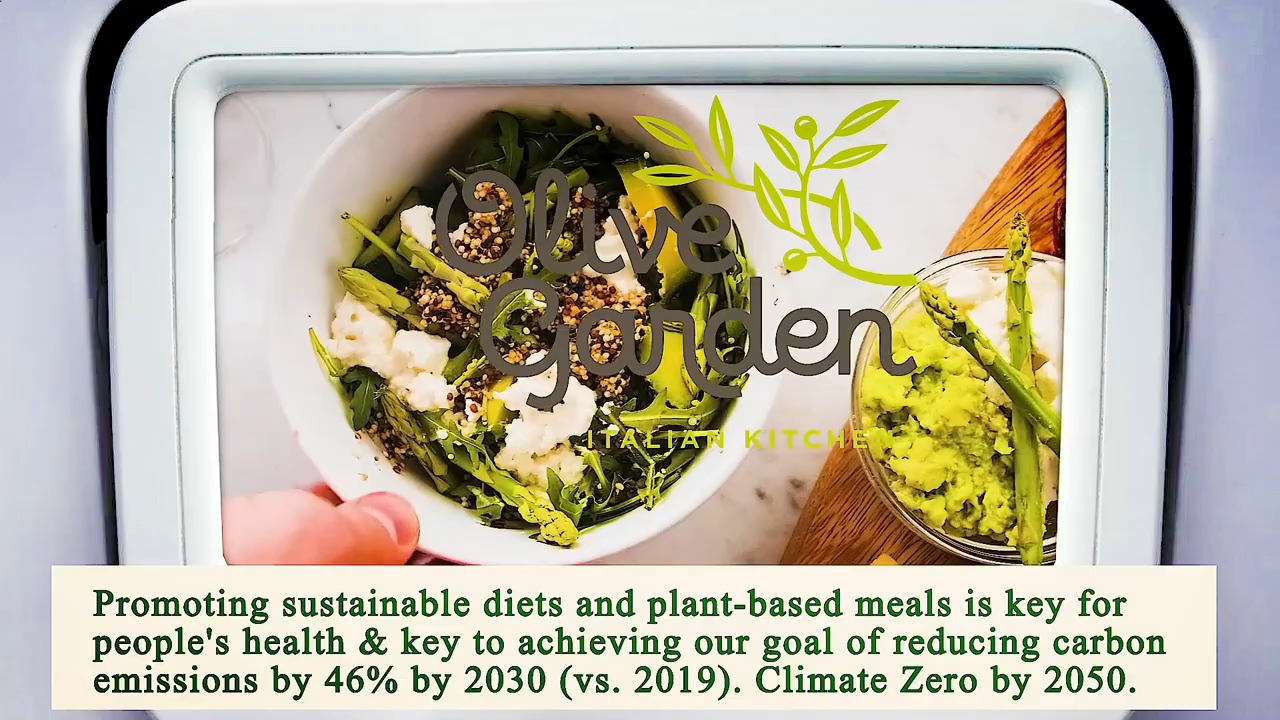 Olive
Garden
ITALIAN KITCHEN
Promoting sustainable diets and plant-based meals is key for
people's health & key to achieving our goal of reducing carbon
emissions by 46% by 2030 (vs. 2019). Climate Zero by 2050.